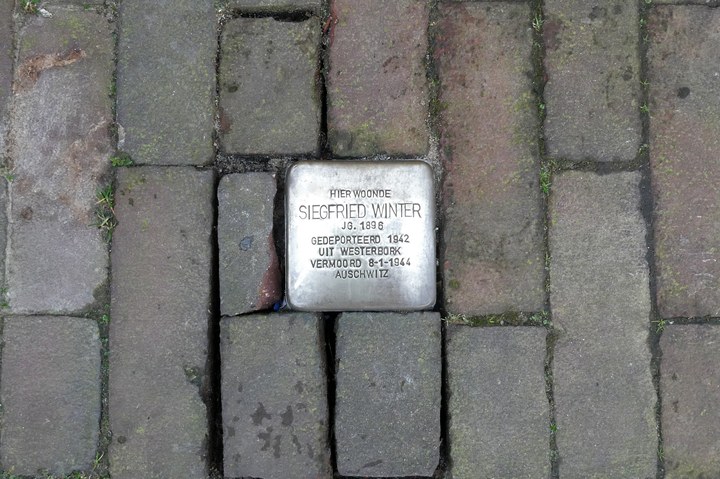 HIER WOONDE
SIEGFRIED WINTER
JG. 1896
GEDEPORTEERD 1942
UIT WESTERBORK
VERMOORD 8-1-1944
AUSCHWITZ